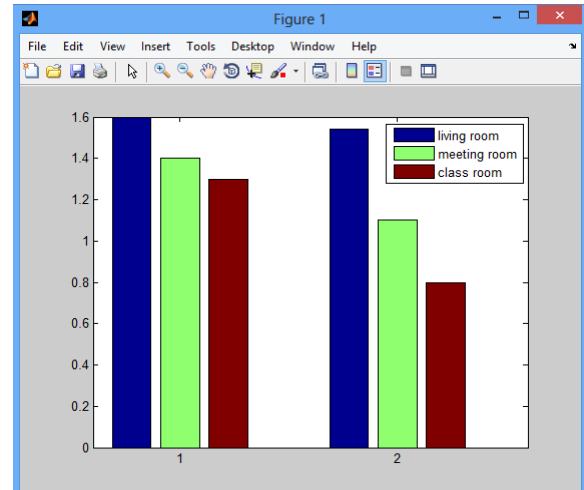 Figure 1
File Edit View Insert Tools Desktop Window Help
1.6
1.4
1.2
1
0.8
0.6
0.4
0.2
0
1 2
living room
meeting room
class room